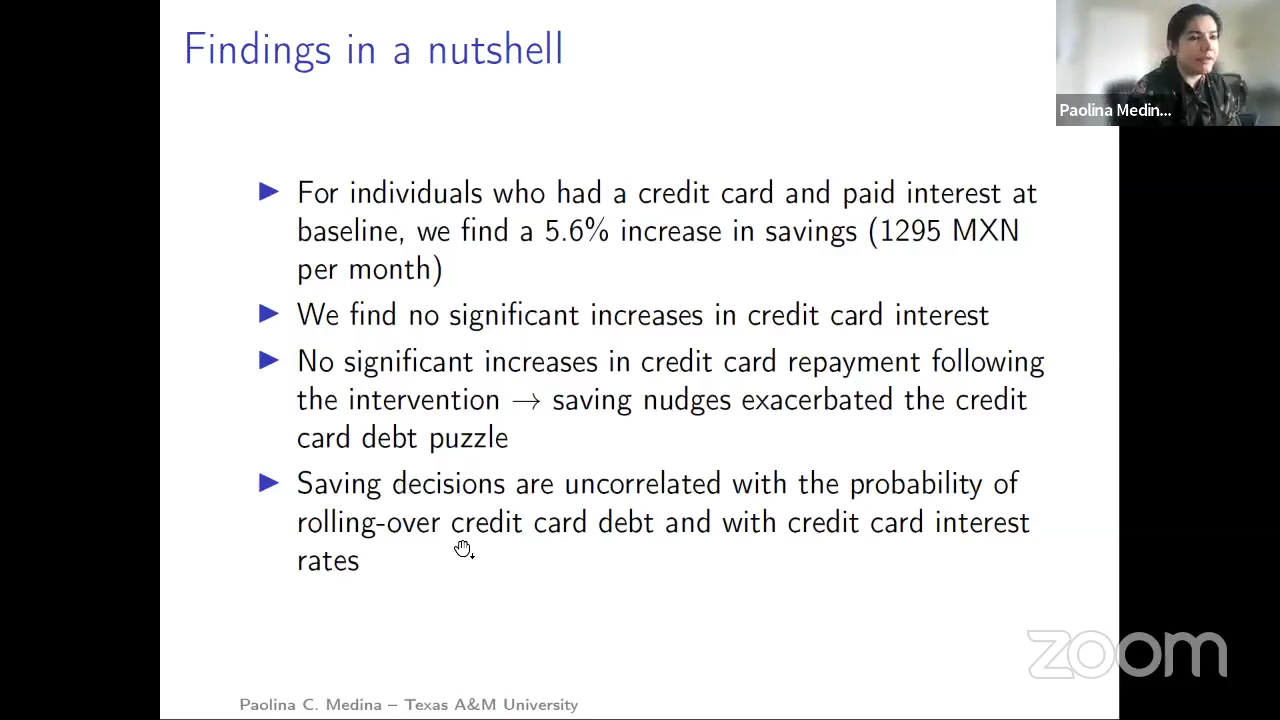 Findings in a nutshell
Paolina Medin...
▶ For individuals who had a credit card and paid interest at
baseline, we find a 5.6% increase in savings (1295 MXN
per month)
▶ We find no significant increases in credit card interest
▶ No significant increases in credit card repayment following
the intervention → saving nudges exacerbated the credit
card debt puzzle
▶ Saving decisions are uncorrelated with the probability of
rolling-over credit card debt and with credit card interest
rates
zoom
Paolina C. Medina – Texas A&M University